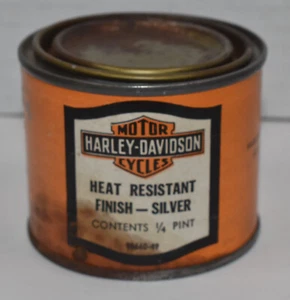 MOTOR
HARLEY-DAVIDSON
CYCLES
HEAT RESISTANT
FINISH — SILVER
CONTENTS ¼ PINT